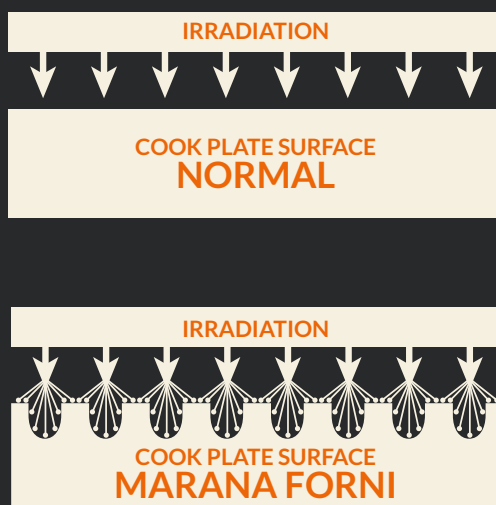 IRRADIATION
COOK PLATE SURFACE
NORMAL
IRRADIATION
COOK PLATE SURFACE
MARANA FORNI